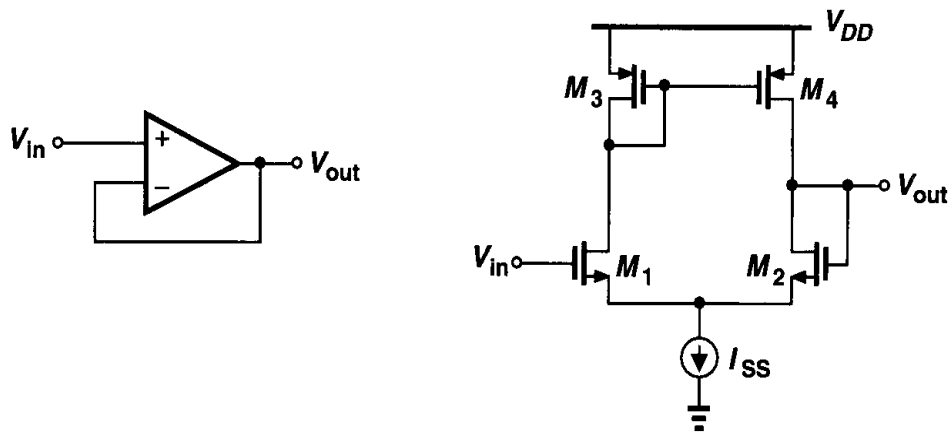 V_in
+
−
V_out
V_DD
M_3
M_4
V_out
V_in
M_1
M_2
I_SS